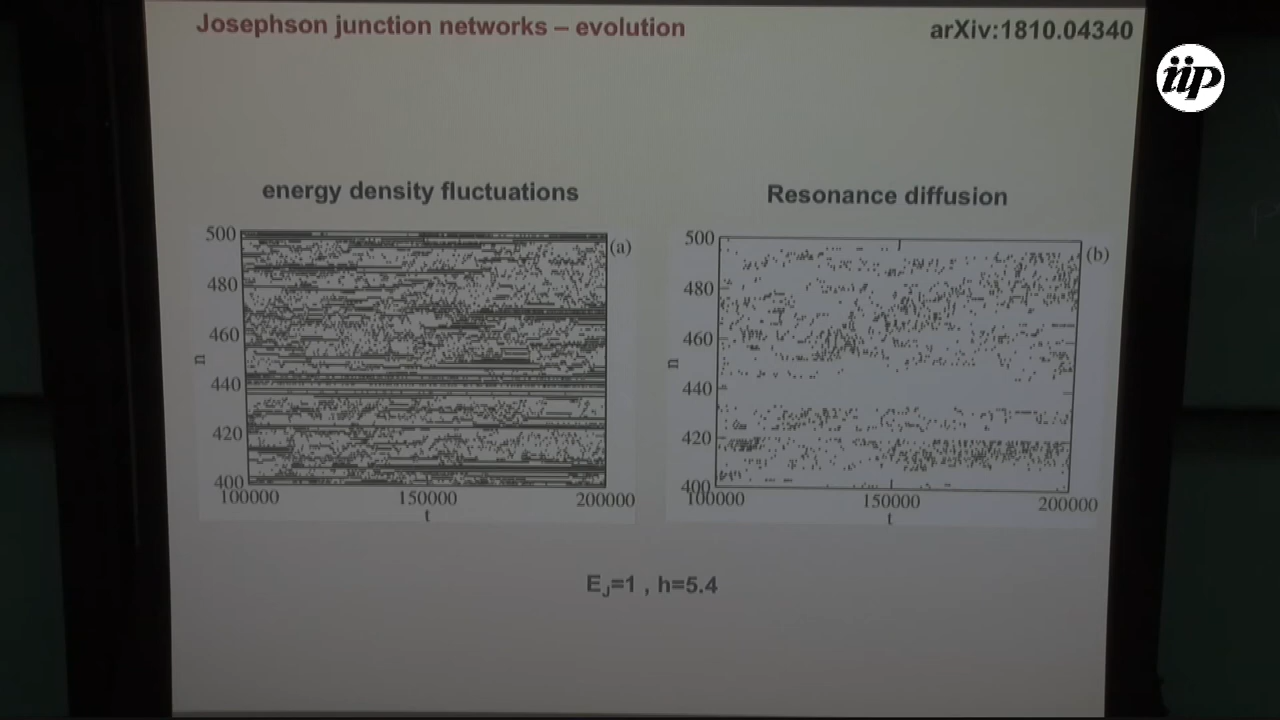 Josephson junction networks – evolution
arXiv:1810.04340
iip
energy density fluctuations
Resonance diffusion
500
480
460
440
420
400
n
100000
150000
200000
t
(a)
500
480
460
440
420
400
n
100000
150000
200000
t
(b)
EJ=1 , h=5.4